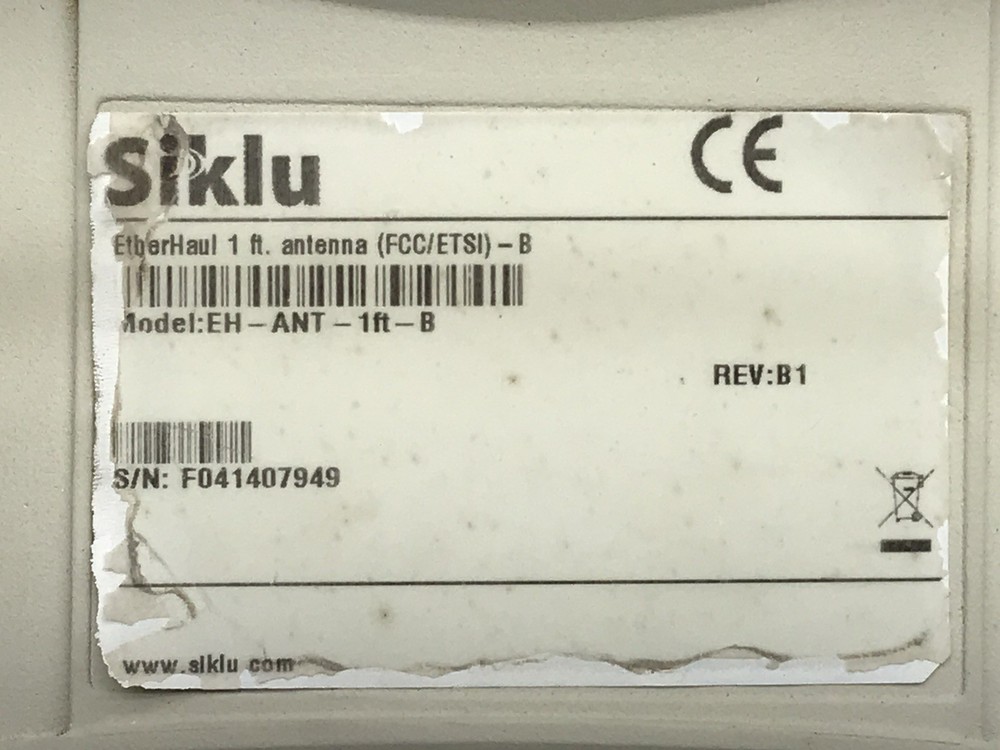 Siklu
CE
EtherHaul 1 ft. antenna (FCC/ETSI) – B
Model:EH – ANT – 1ft – B
REV:B1
S/N: F041407949
www.siklu.com